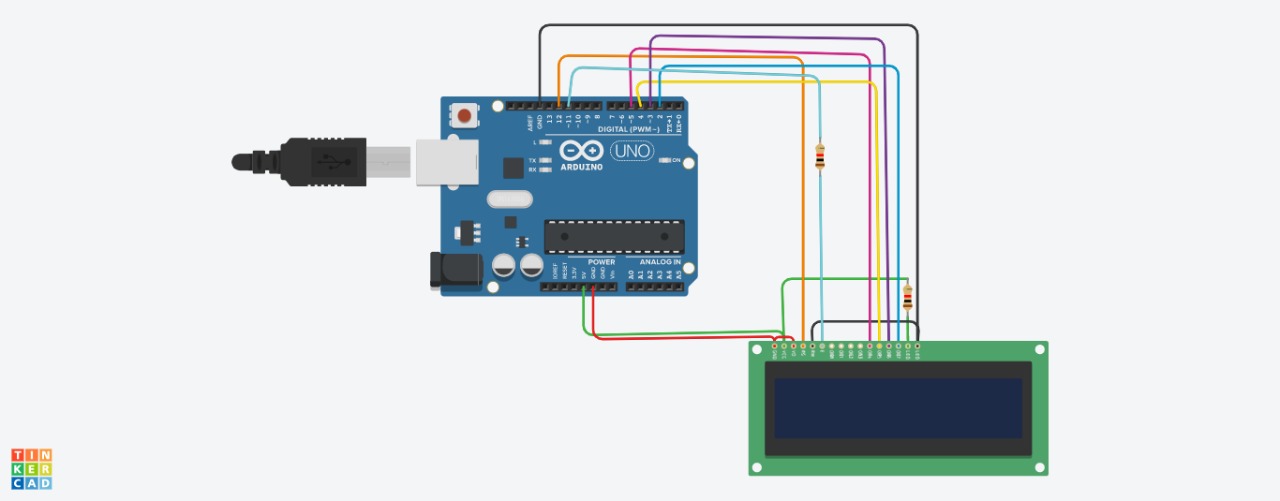 AREF
GND
13
12
~11
~10
~9
8
7
~6
~5
4
~3
2
TX→1
RX←0
DIGITAL (PWM~)
L
TX
RX
UNO
ARDUINO
ON
POWER
ANALOG IN
IOREF
RESET
3.3V
5V
GND
GND
Vin
A0
A1
A2
A3
A4
A5
TIN
KER
CAD